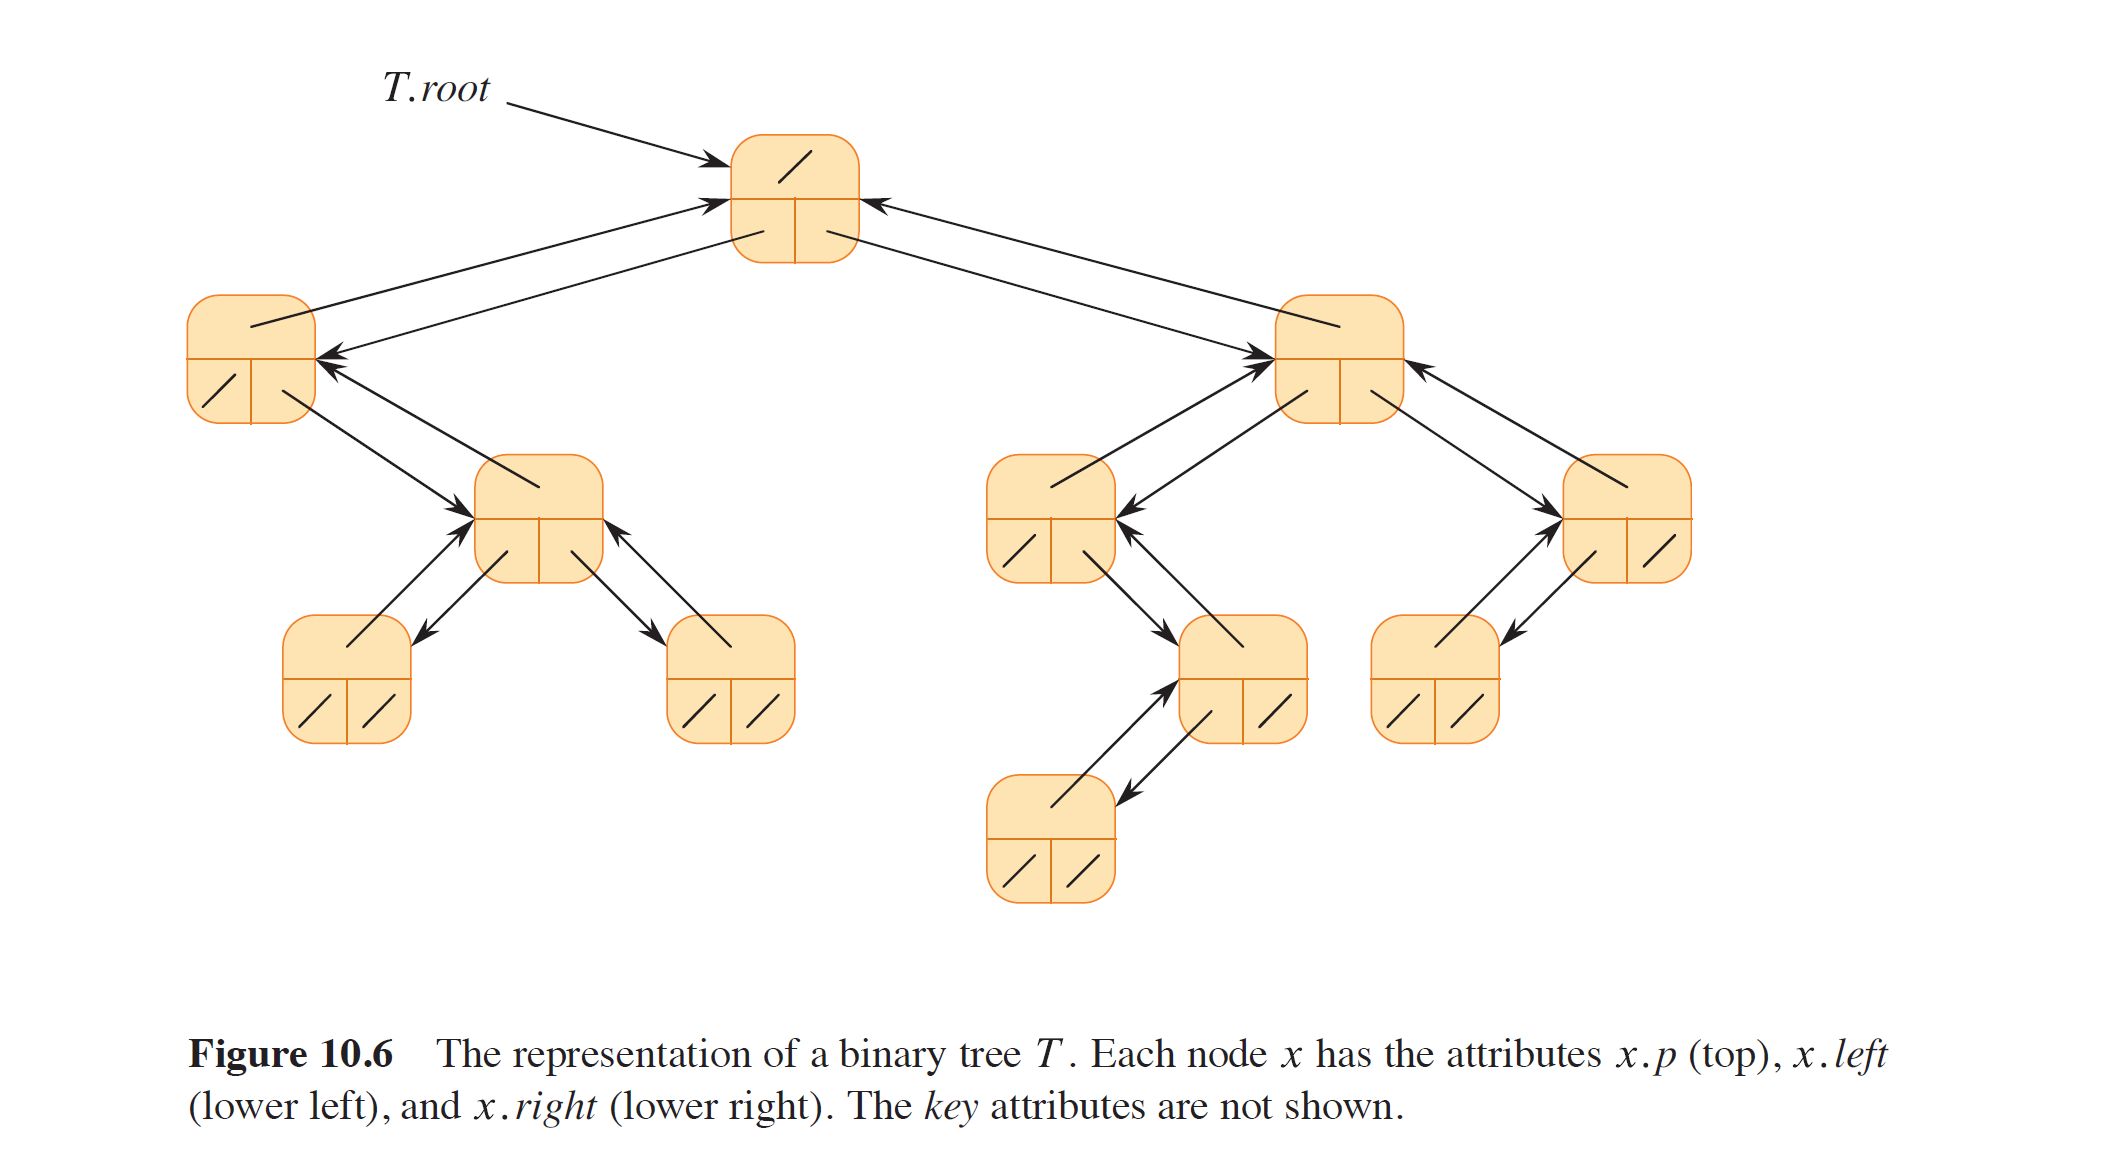 T.root
Figure 10.6 The representation of a binary tree T. Each node x has the attributes x.p (top), x.left
(lower left), and x.right (lower right). The key attributes are not shown.